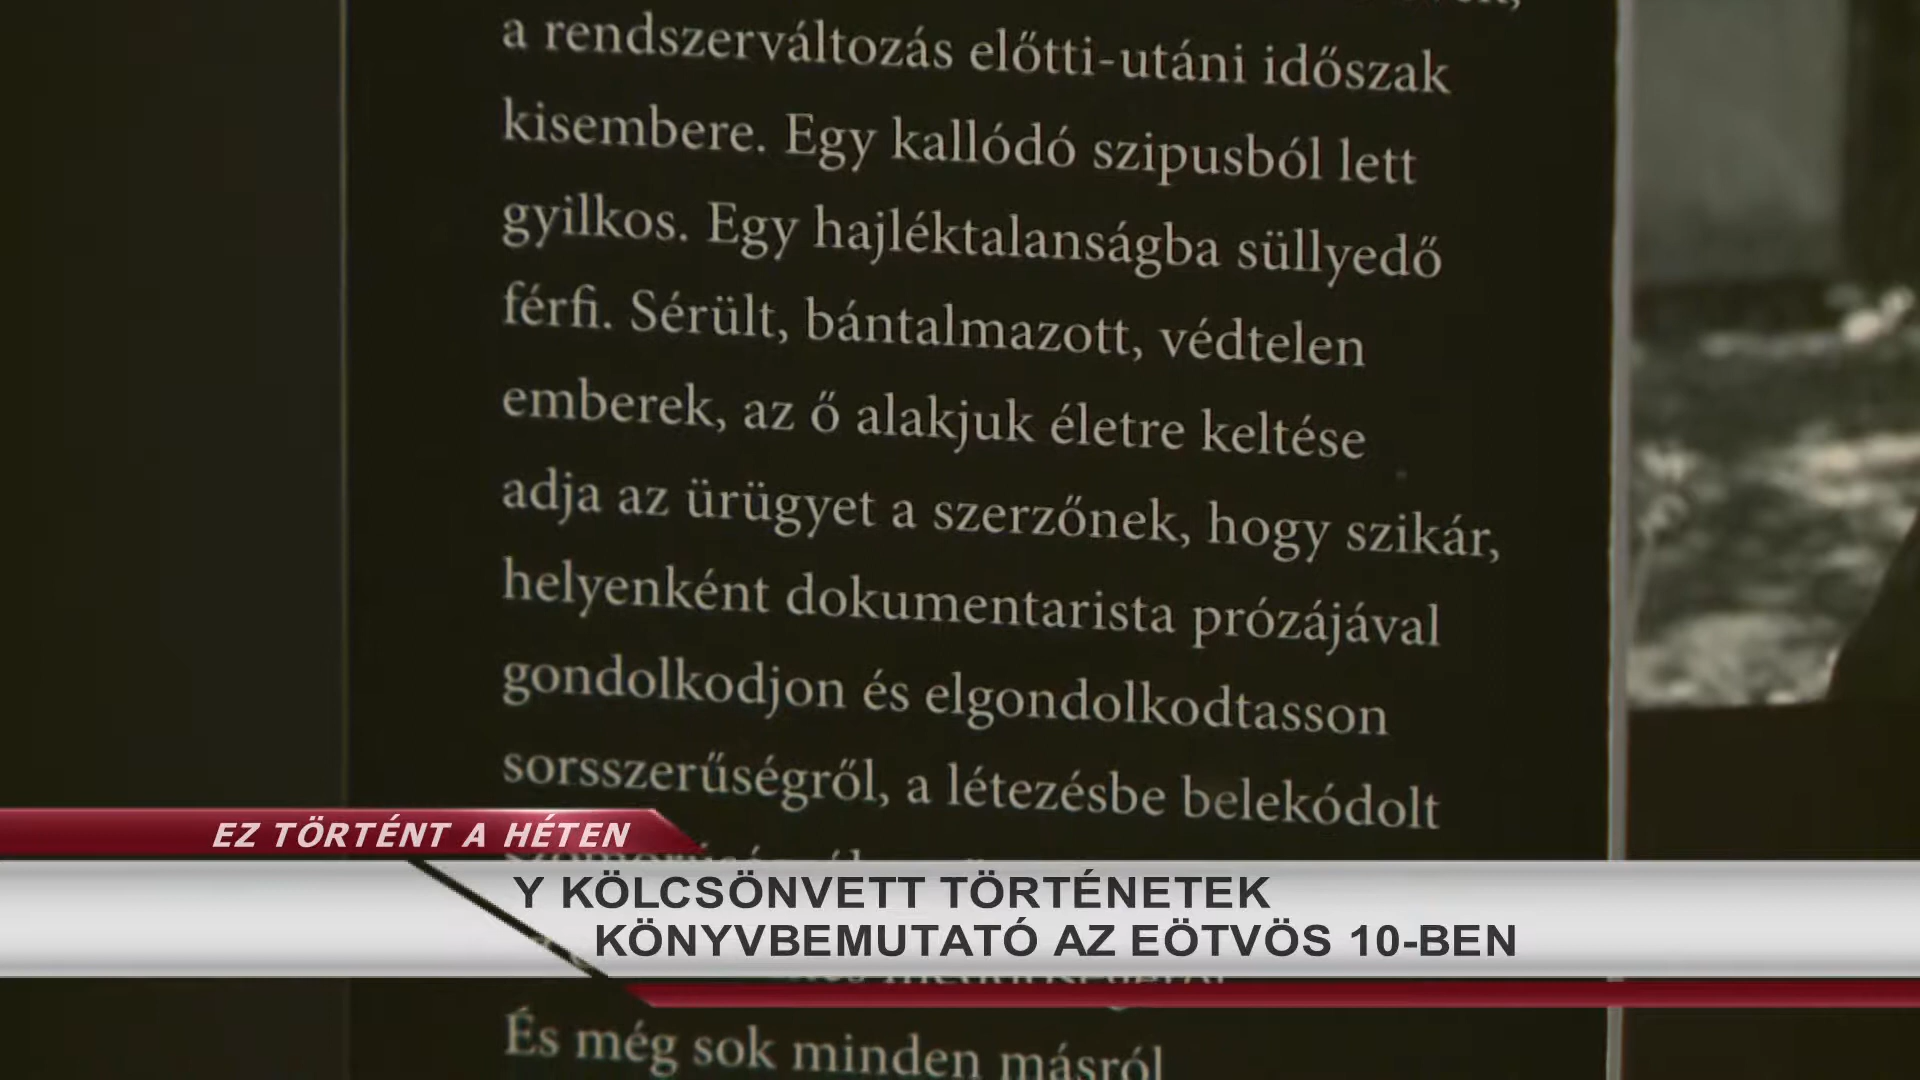 a rendszerváltozás előtti-utáni időszak
kisembere. Egy kallódó szipusból lett
gyilkos. Egy hajléktalanságba süllyedő
férfi. Sérült, bántalmazott, védtelen
emberek, az ő alakjuk életre keltése
adja az ürügyet a szerzőnek, hogy szikár,
helyenként dokumentarista prózájával
gondolkodjon és elgondolkodtasson
sorsszerűségről, a létezésbe belekódolt
EZ TÖRTÉNT A HÉTEN
Y KÖLCSÖNVETT TÖRTÉNETEK
KÖNYVBEMUTATÓ AZ EÖTVÖS 10-BEN
És még sok minden másról